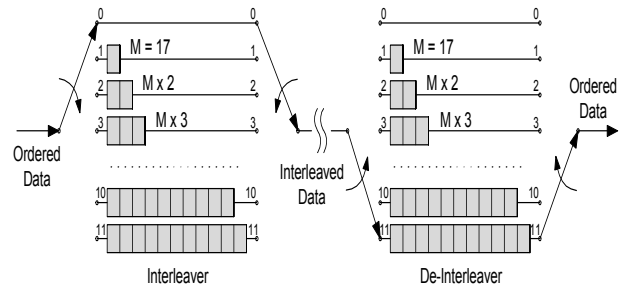 0 0
1 M = 17 1
2 M x 2 2
3 M x 3 3
10 10
11 11
Ordered
Data
Interleaver
Interleaved
Data
0 0
1 M = 17 1
2 M x 2 2
3 M x 3 3
10 10
11 11
De-Interleaver
Ordered
Data